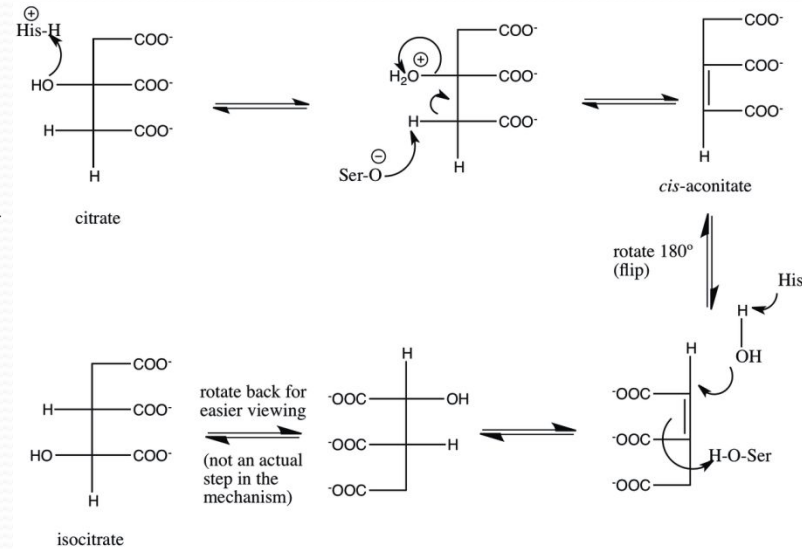 ⊕
His-H
COO⁻
HO
COO⁻
H
COO⁻
H
citrate
COO⁻
⊕
H₂O
COO⁻
H
COO⁻
H
⊖
Ser-O
COO⁻
COO⁻
COO⁻
H
cis-aconitate
rotate 180º
(flip)
His
H
OH
H
⁻OOC
⁻OOC
H-O-Ser
⁻OOC
H
⁻OOC
OH
⁻OOC
H
⁻OOC
rotate back for
easier viewing
(not an actual
step in the
mechanism)
COO⁻
H
COO⁻
HO
COO⁻
H
isocitrate